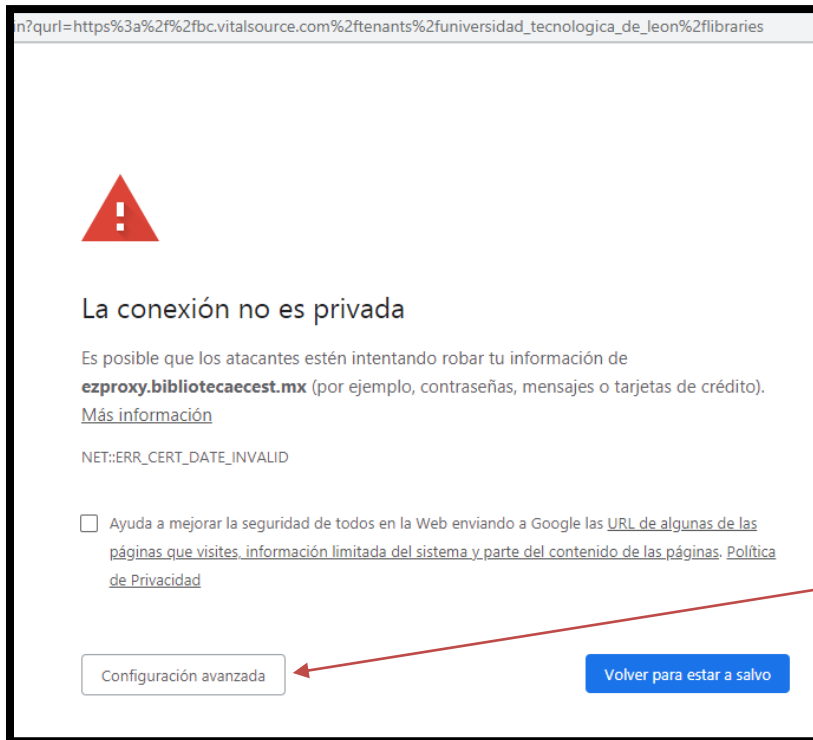 in?qurl=https%3a%2f%2fbc.vitalsource.com%2ftenants%2funiversidad_tecnologica_de_leon%2flibraries
La conexión no es privada
Es posible que los atacantes estén intentando robar tu información de
ezproxy.bibliotecaecest.mx (por ejemplo, contraseñas, mensajes o tarjetas de crédito).
Más información
NET::ERR_CERT_DATE_INVALID
Ayuda a mejorar la seguridad de todos en la Web enviando a Google las URL de algunas de las
páginas que visites, información limitada del sistema y parte del contenido de las páginas. Política
de Privacidad
Configuración avanzada
Volver para estar a salvo